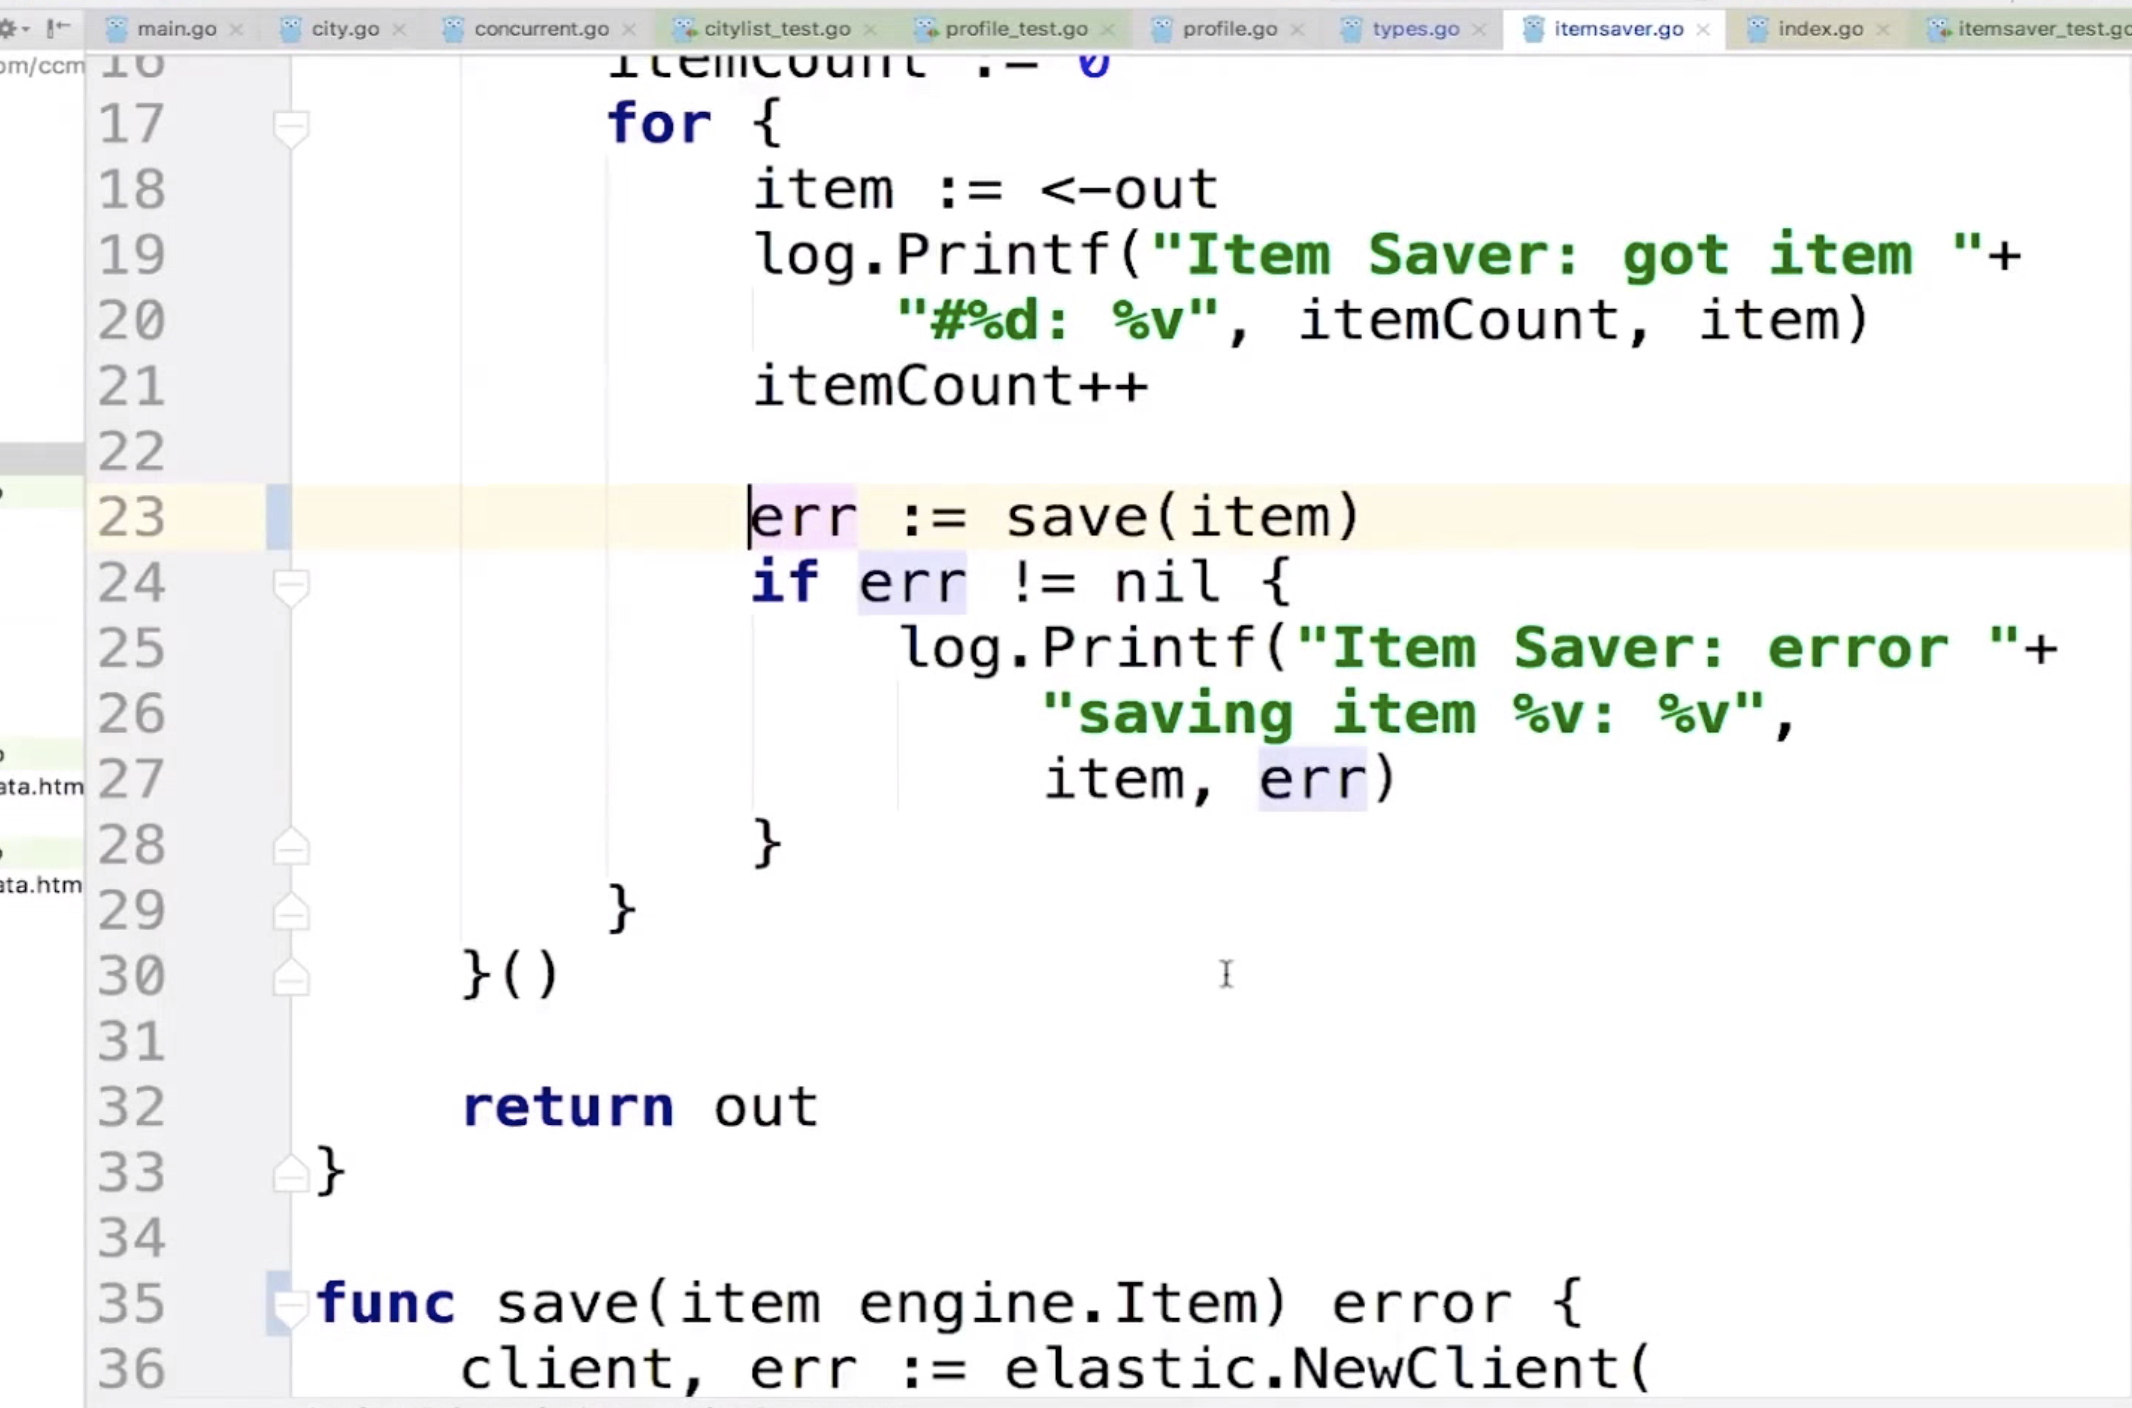 main.go city.go concurrent.go citylist_test.go profile_test.go profile.go types.go itemsaver.go index.go itemsaver_test.go
om/ccm
16 itemCount := 0
17 for {
18 item := <-out
19 log.Printf("Item Saver: got item "+
20 "#%d: %v", itemCount, item)
21 itemCount++
22
23 err := save(item)
24 if err != nil {
25 log.Printf("Item Saver: error "+
26 "saving item %v: %v",
ata.htm
27 item, err)
28 }
ata.htm
29 }
30 }()
31
32 return out
33 }
34
35 func save(item engine.Item) error {
36 client, err := elastic.NewClient(